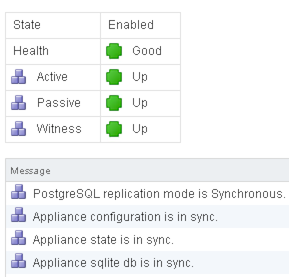 State Enabled
Health Good
Active Up
Passive Up
Witness Up
Message
PostgreSQL replication mode is Synchronous.
Appliance configuration is in sync.
Appliance state is in sync.
Appliance sqlite db is in sync.